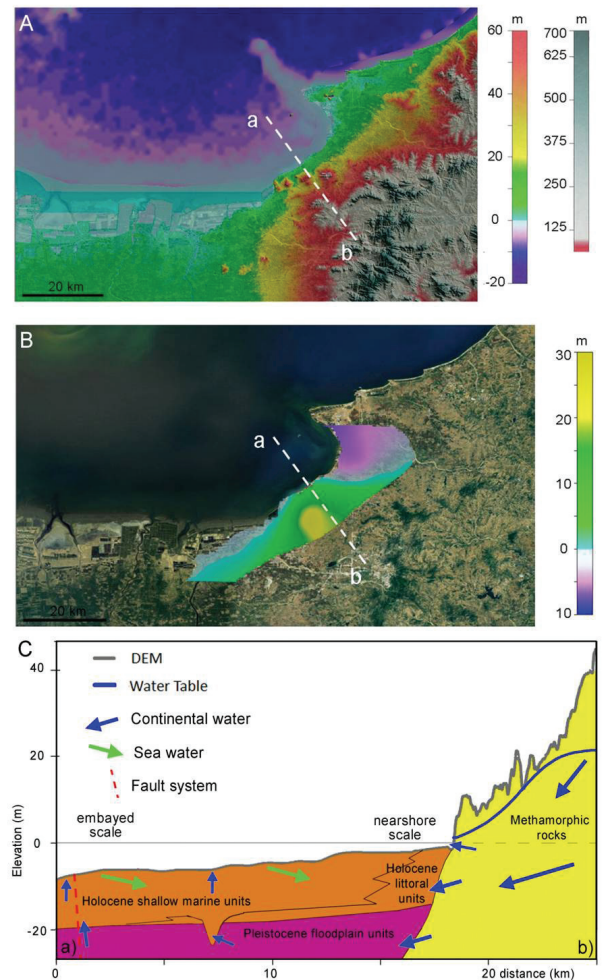 A
m
60
40
20
0
-20
m
700
625
500
375
250
125
a
b
20 km
B
m
30
20
10
0
10
a
b
20 km
C
40
20
0
-20
Elevation (m)
DEM
Water Table
Continental water
Sea water
Fault system
embayed
scale
nearshore
scale
Methamorphic
rocks
Holocene
littoral
units
Holocene shallow marine units
Pleistocene floodplain units
a)
b)
0
10
20 distance (km)